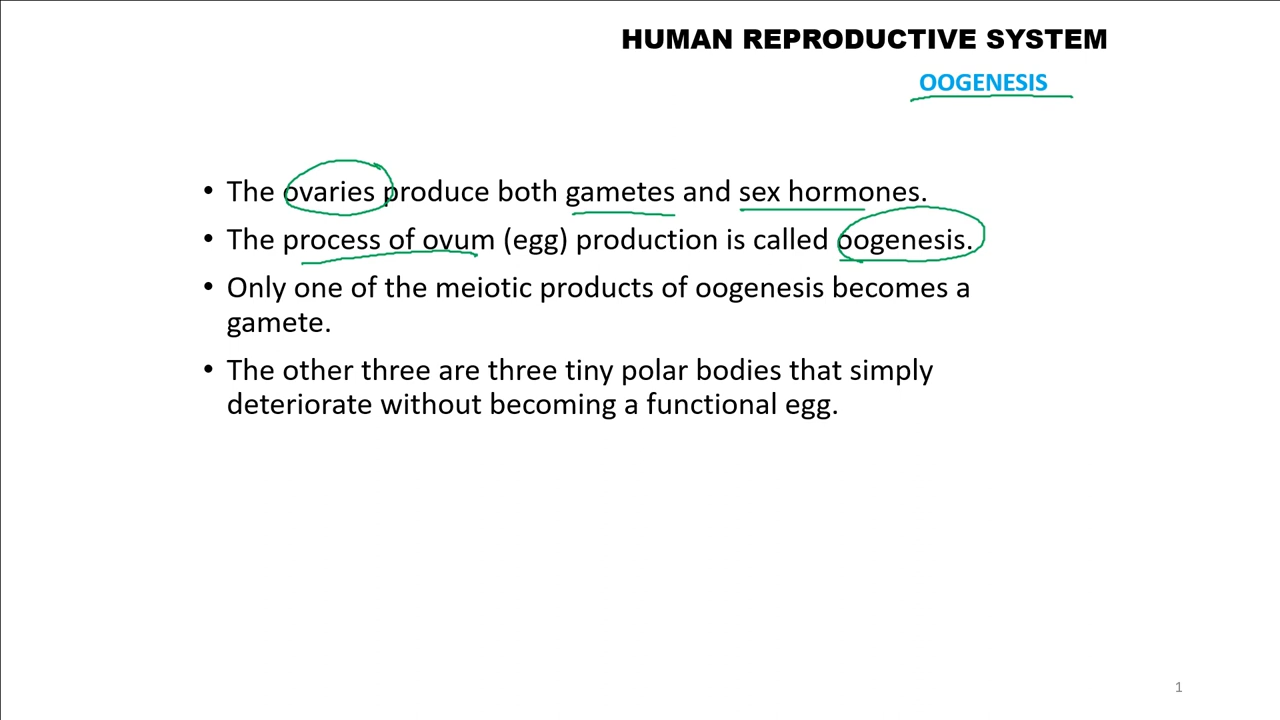 HUMAN REPRODUCTIVE SYSTEM
OOGENESIS
• The ovaries produce both gametes and sex hormones.
• The process of ovum (egg) production is called oogenesis.
• Only one of the meiotic products of oogenesis becomes a
gamete.
• The other three are three tiny polar bodies that simply
deteriorate without becoming a functional egg.
1